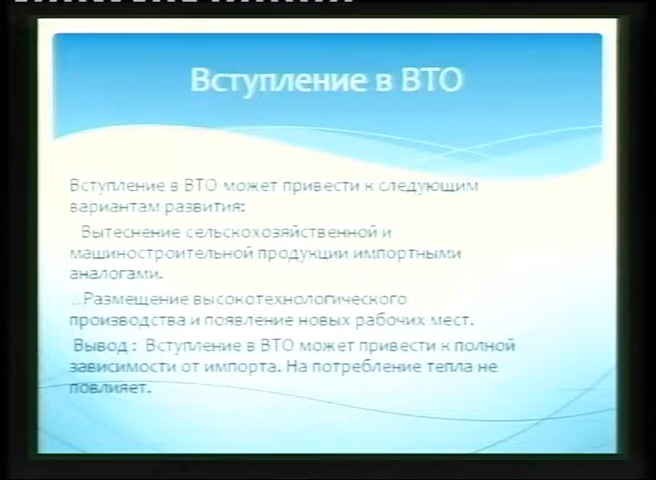 Вступление в ВТО
Вступление в ВТО может привести к следующим
вариантам развития:
Вытеснение сельскохозяйственной и
машиностроительной продукции импортными
аналогами.
..Размещение высокотехнологического
производства и появление новых рабочих мест.
Вывод : Вступление в ВТО может привести к полной
зависимости от импорта. На потребление тепла не
повлияет.